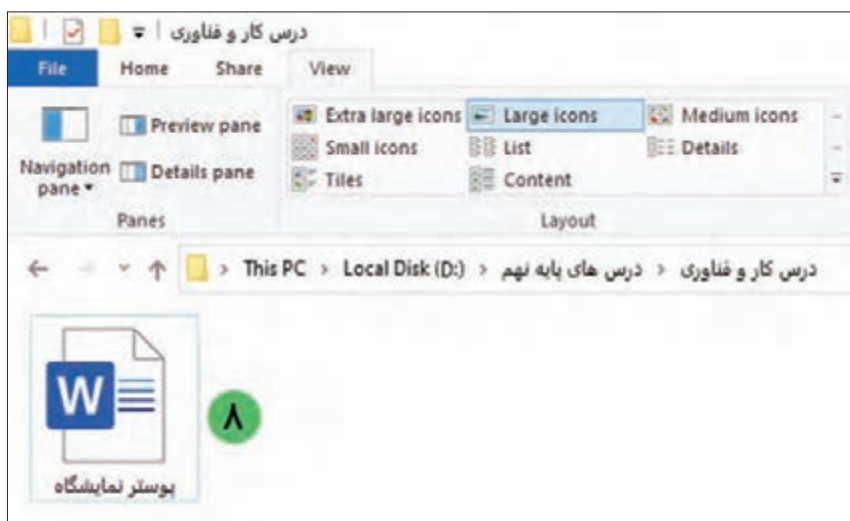 درس کار و فناوری
File Home Share View
Navigation pane
Preview pane
Details pane
Panes
Extra large icons Large icons Medium icons
Small icons List Details
Tiles Content
Layout
This PC > Local Disk (D:) > درس های پایه نهم > درس کار و فناوری
W
۸
پوستر نمایشگاه